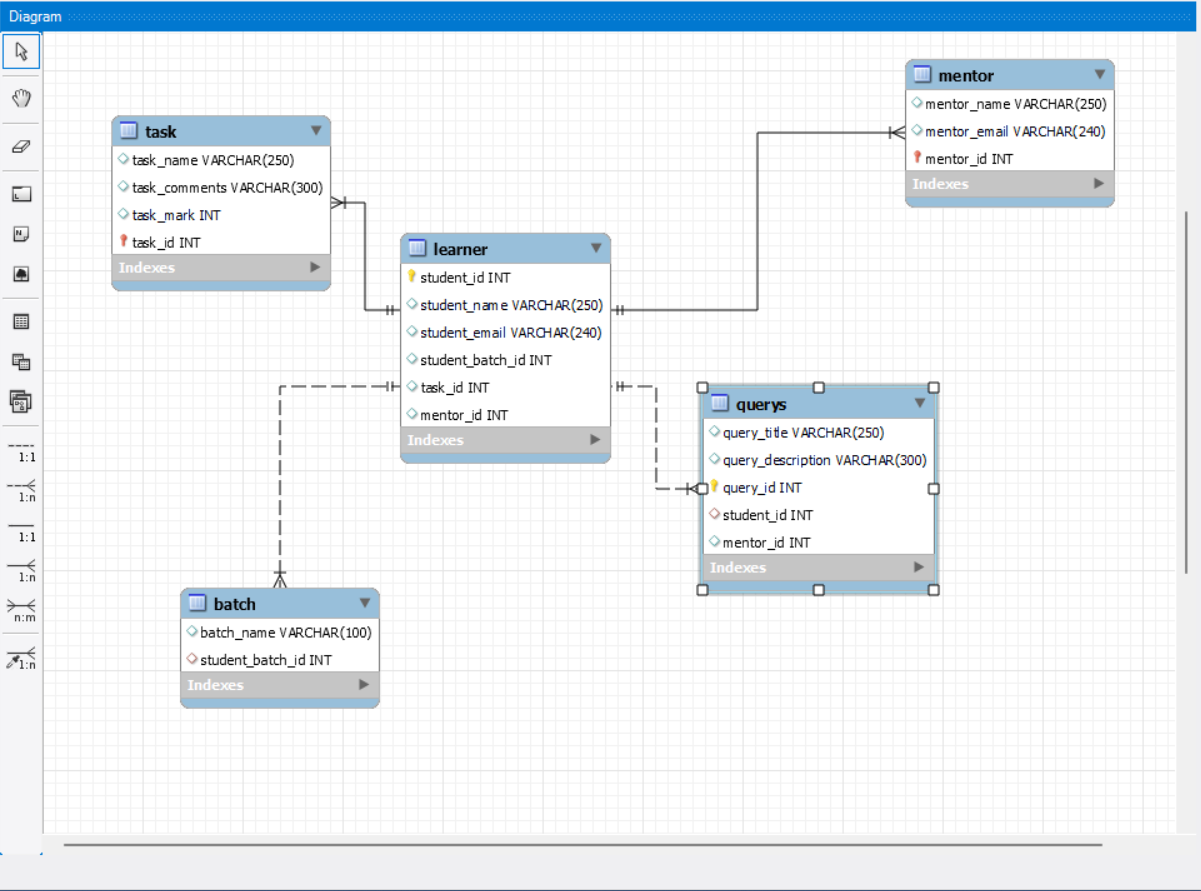 Diagram
mentor
mentor_name VARCHAR(250)
mentor_email VARCHAR(240)
mentor_id INT
Indexes
task
task_name VARCHAR(250)
task_comments VARCHAR(300)
task_mark INT
task_id INT
Indexes
learner
student_id INT
student_name VARCHAR(250)
student_email VARCHAR(240)
student_batch_id INT
task_id INT
mentor_id INT
Indexes
querys
query_title VARCHAR(250)
query_description VARCHAR(300)
query_id INT
student_id INT
mentor_id INT
Indexes
batch
batch_name VARCHAR(100)
student_batch_id INT
Indexes
1:1
1:n
1:1
1:n
n:m
1:n